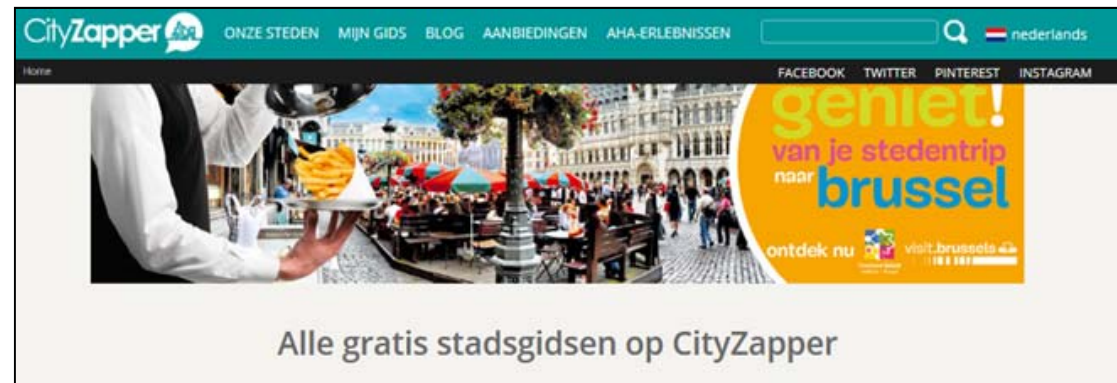 CityZapper ONZE STEDEN MIJN GIDS BLOG AANBIEDINGEN AHA-ERLEBNISSEN nederlands
Home FACEBOOK TWITTER PINTEREST INSTAGRAM
geniet!
van je stedentrip
naar brussel
ontdek nu visit.brussels
Alle gratis stadsgidsen op CityZapper